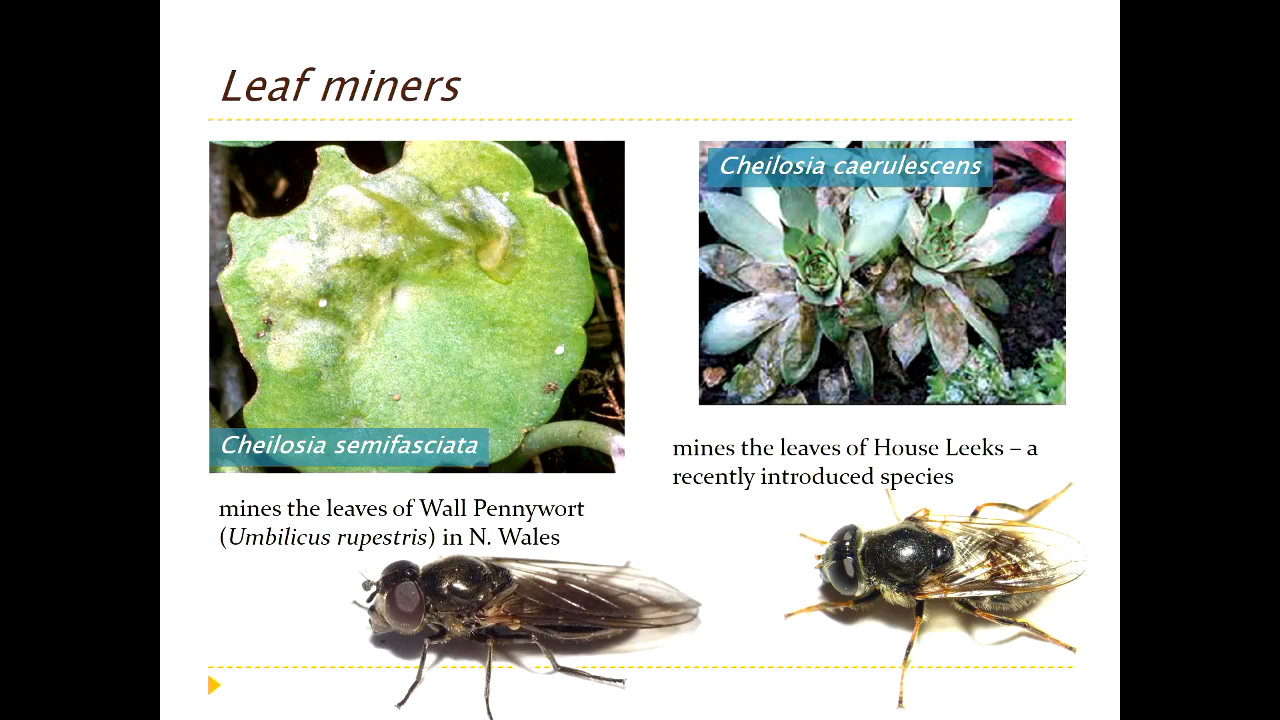 Leaf miners
Cheilosia semifasciata
mines the leaves of Wall Pennywort
(Umbilicus rupestris) in N. Wales
Cheilosia caerulescens
mines the leaves of House Leeks – a
recently introduced species